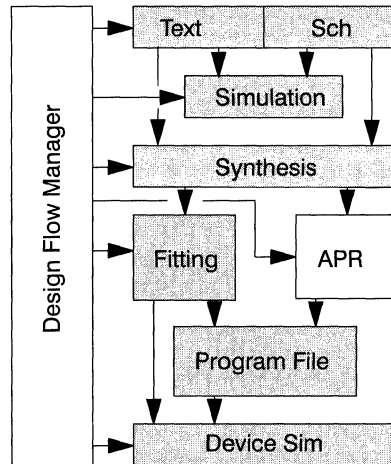 Text Sch
Simulation
Design Flow Manager
Synthesis
Fitting APR
Program File
Device Sim